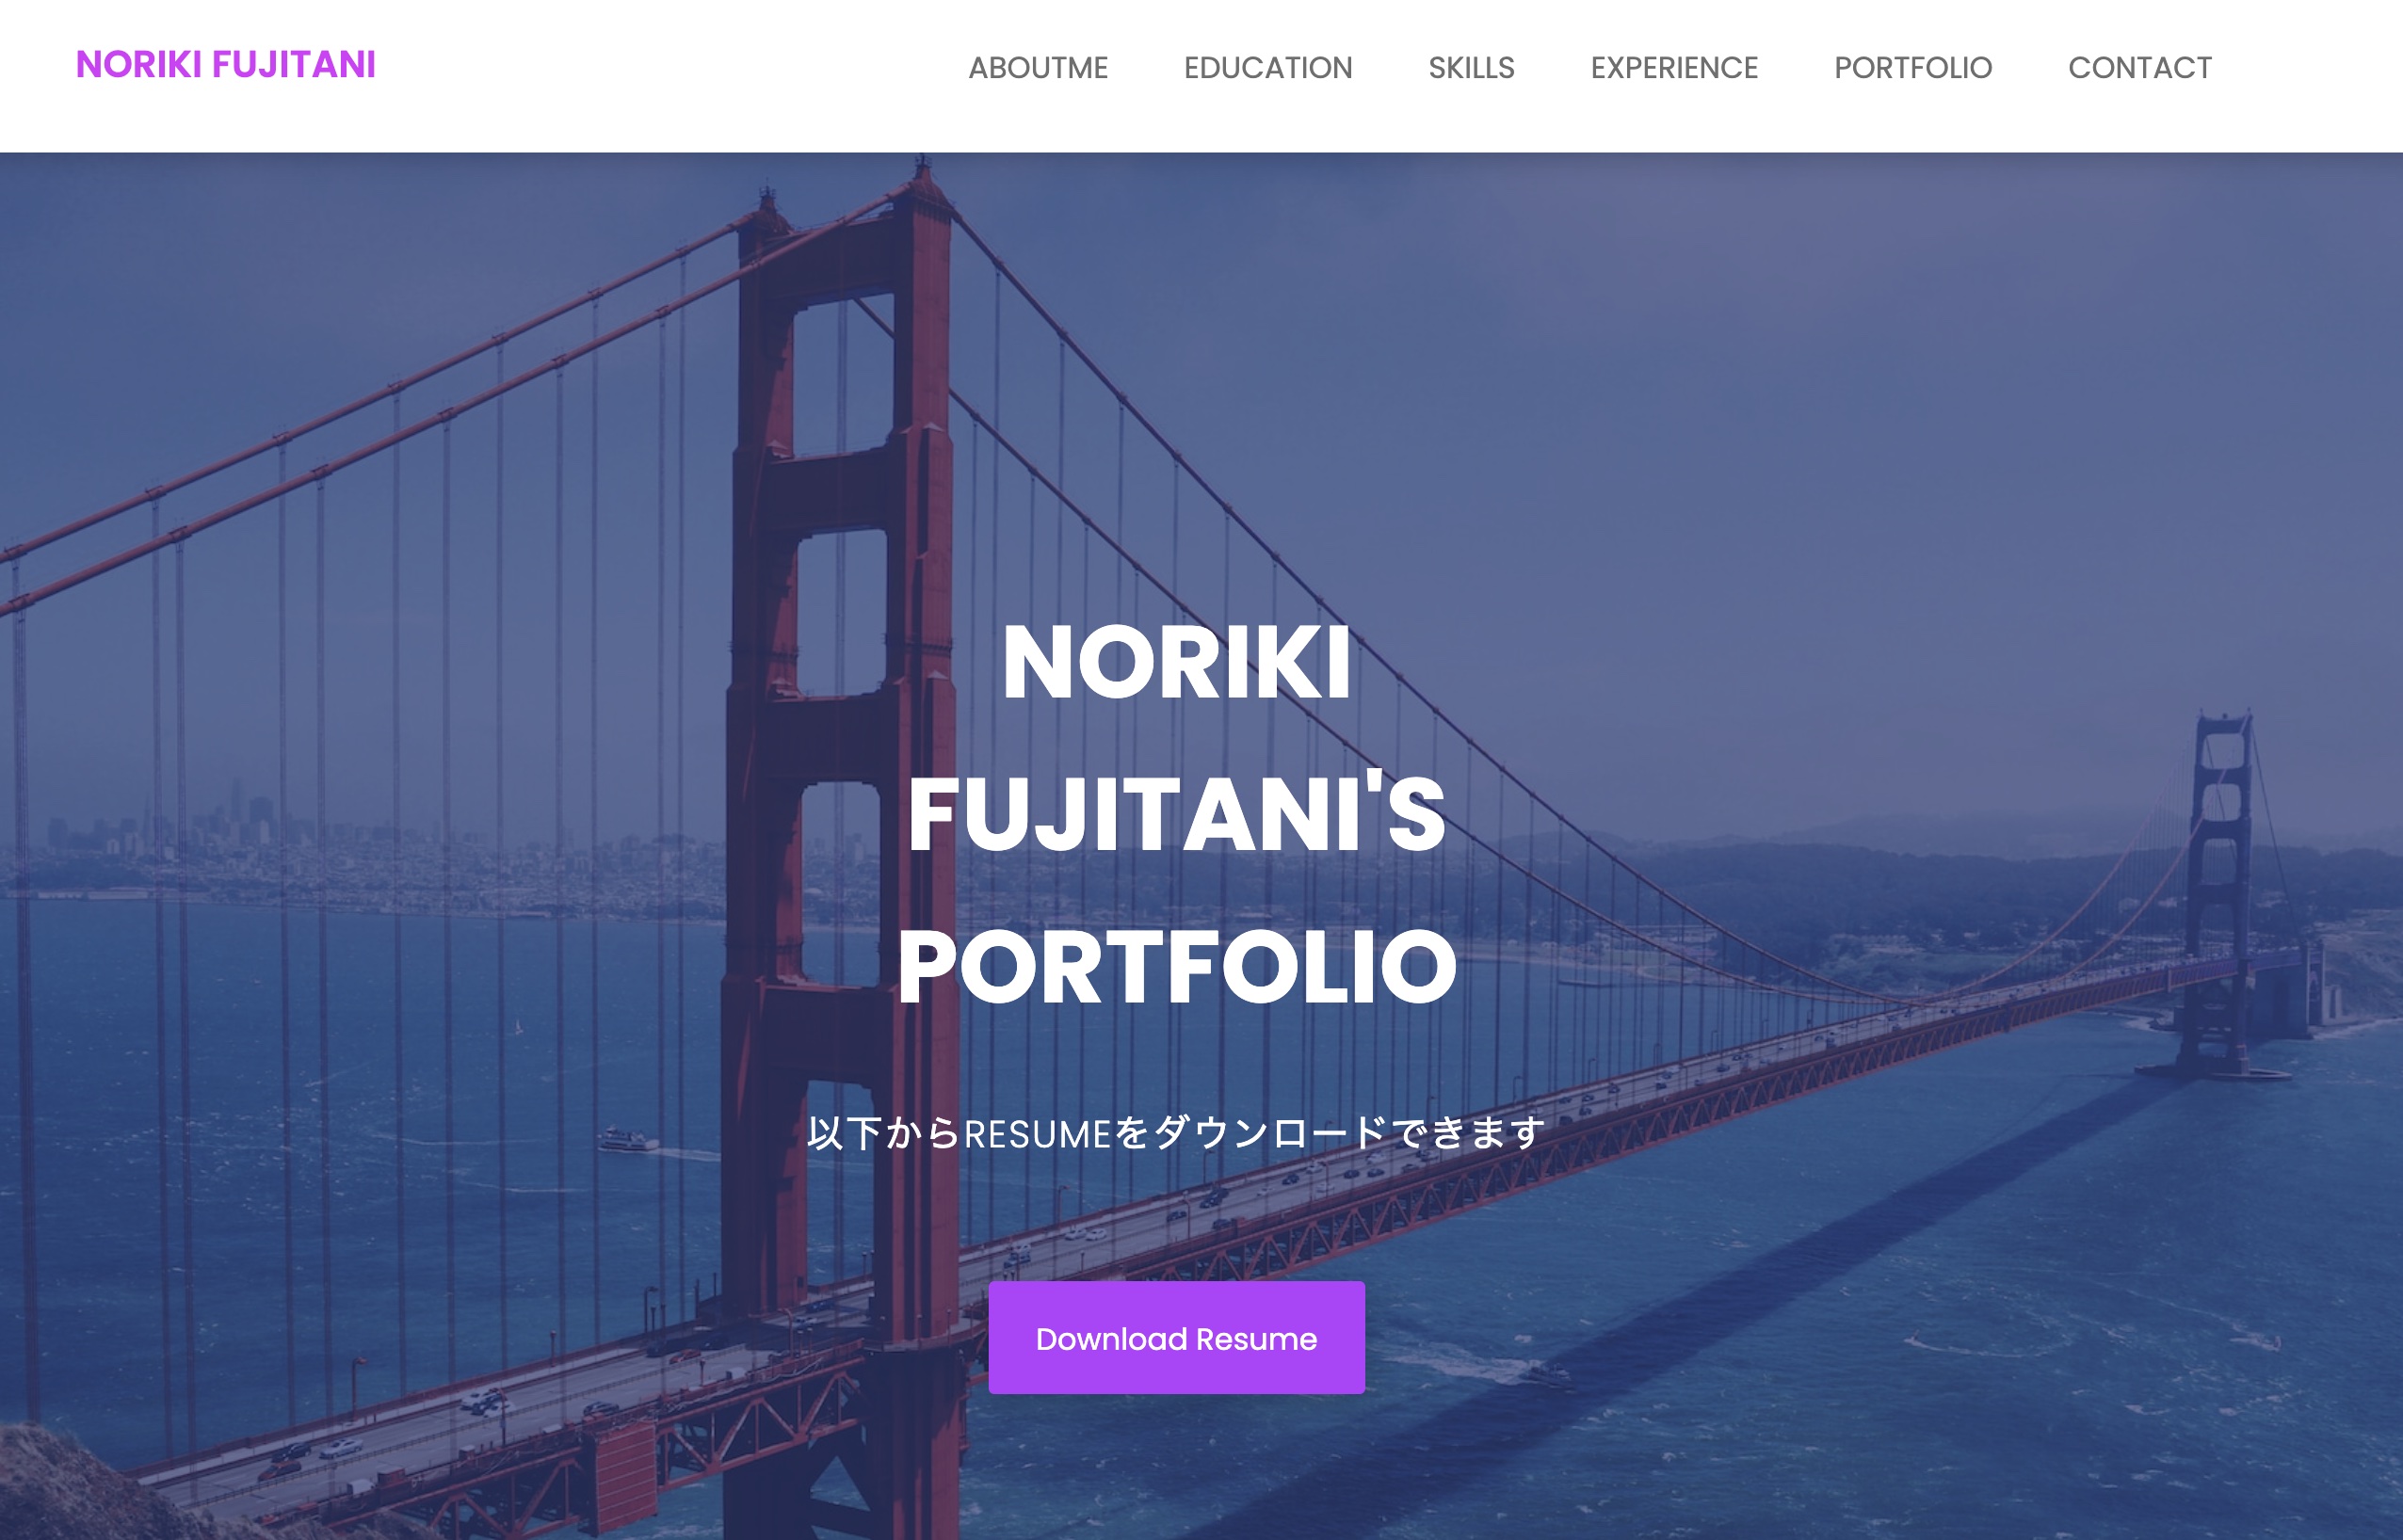 NORIKI FUJITANI
ABOUTME EDUCATION SKILLS EXPERIENCE PORTFOLIO CONTACT
NORIKI
FUJITANI'S
PORTFOLIO
以下からRESUMEをダウンロードできます
Download Resume